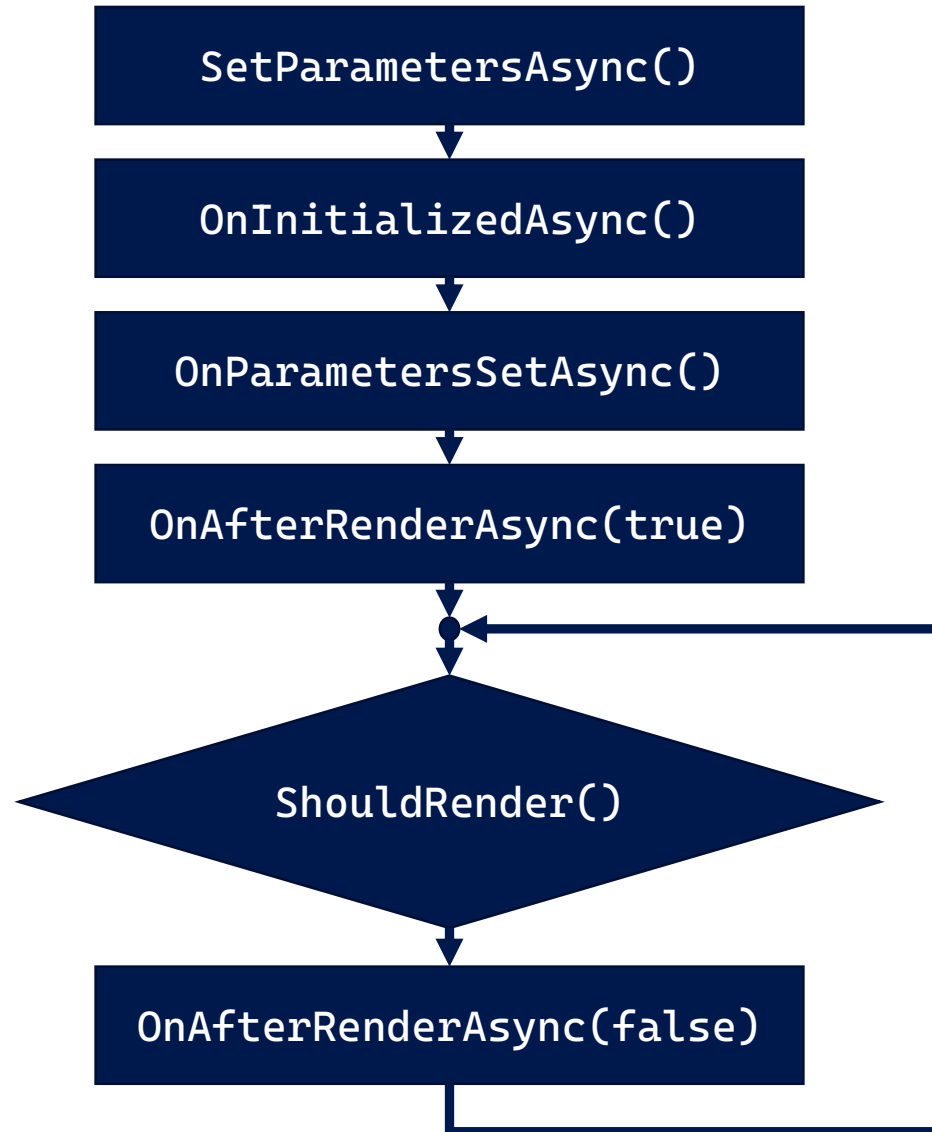 SetParametersAsync()
OnInitializedAsync()
OnParametersSetAsync()
OnAfterRenderAsync(true)
ShouldRender()
OnAfterRenderAsync(false)